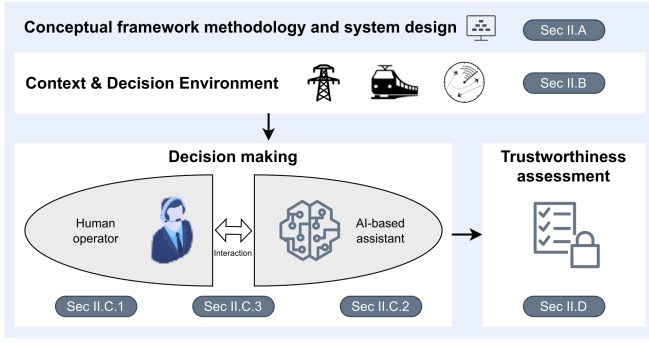 Conceptual framework methodology and system design
Sec II.A
Context & Decision Environment
Sec II.B
Decision making
Human
operator
Interaction
AI-based
assistant
Sec II.C.1
Sec II.C.3
Sec II.C.2
Trustworthiness
assessment
Sec II.D